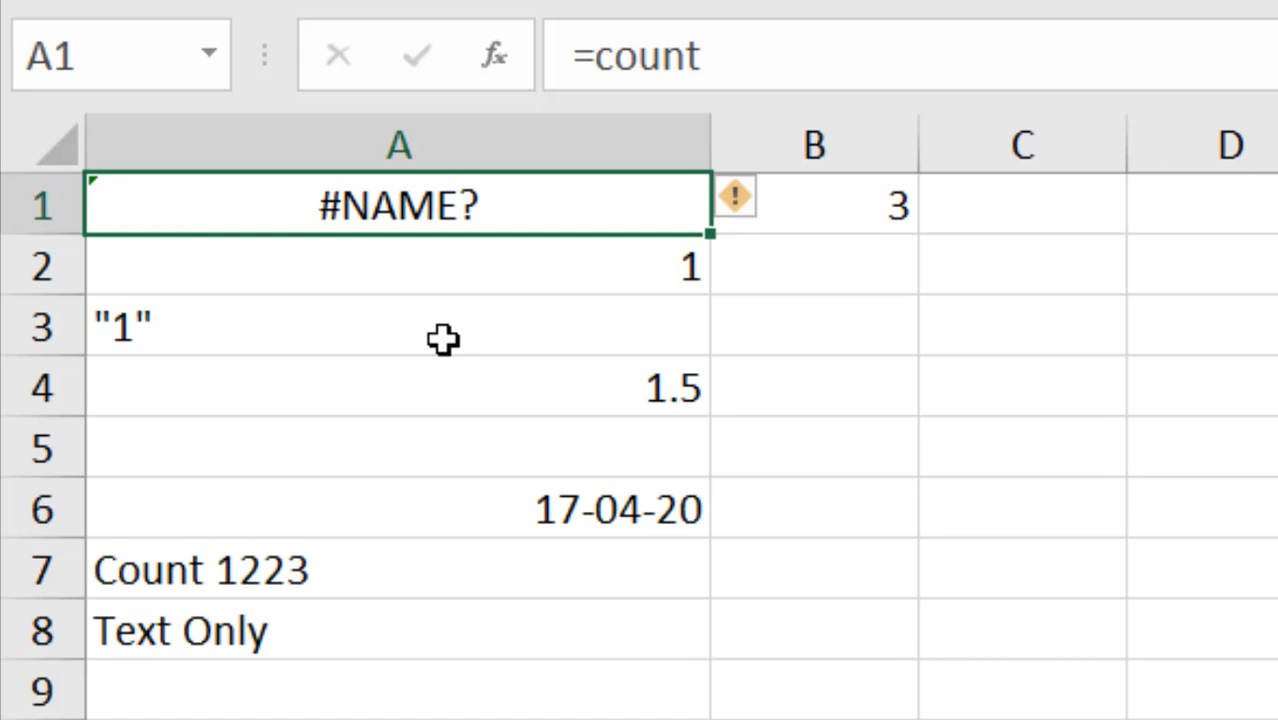 A1 fx =count
A B C D
1 #NAME? ! 3
2 1
3 "1"
4 1.5
5
6 17-04-20
7 Count 1223
8 Text Only
9